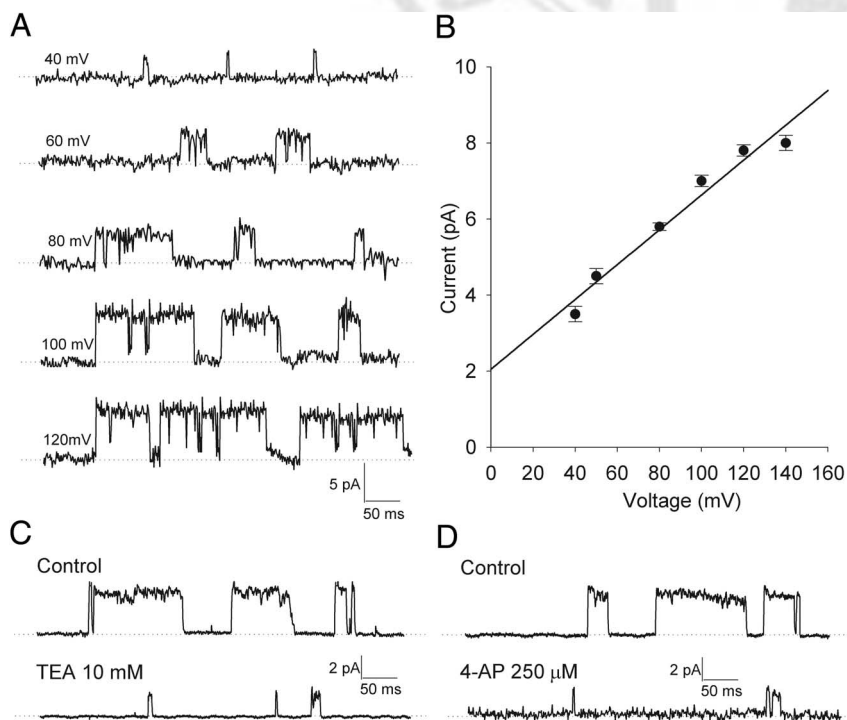 A
40 mV
60 mV
80 mV
100 mV
120mV
5 pA
50 ms
B
10
8
6
4
2
0
Current (pA)
0 20 40 60 80 100 120 140 160
Voltage (mV)
C
Control
TEA 10 mM
2 pA
50 ms
D
Control
4-AP 250 μM
2 pA
50 ms